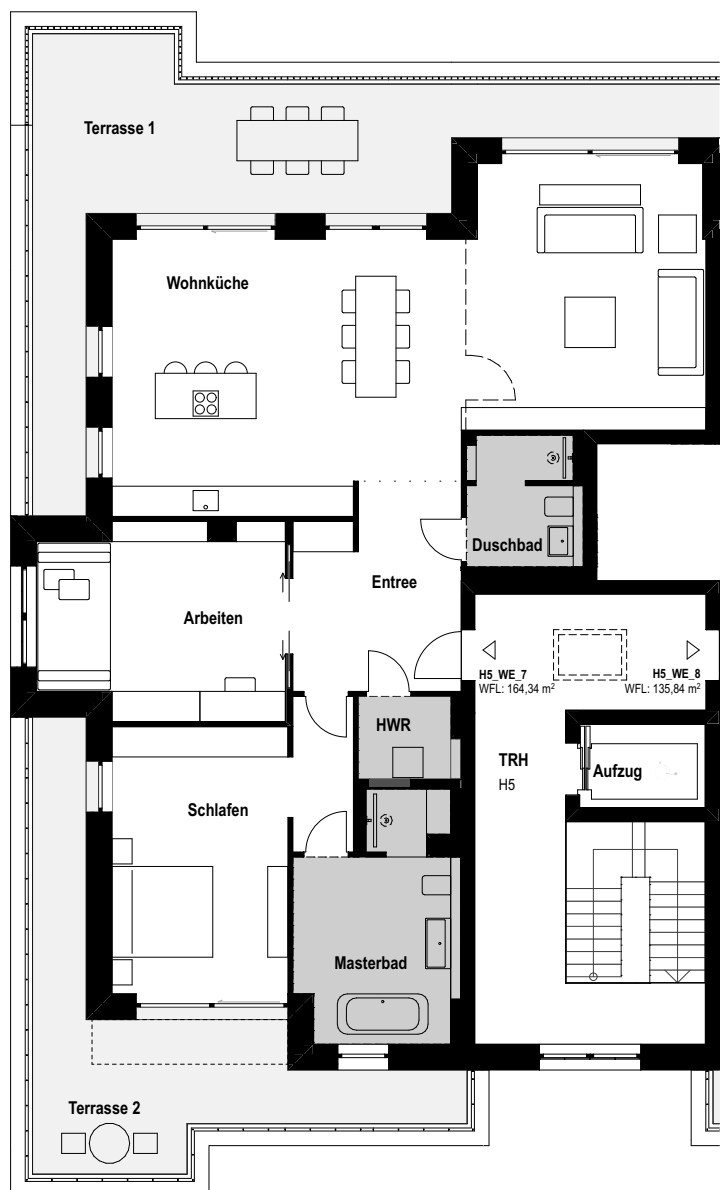 Terrasse 1
Wohnküche
Duschbad
Entree
Arbeiten
H5_WE_7
WFL: 164,34 m²
H5_WE_8
WFL: 135,84 m²
HWR
TRH
H5
Aufzug
Schlafen
Masterbad
Terrasse 2